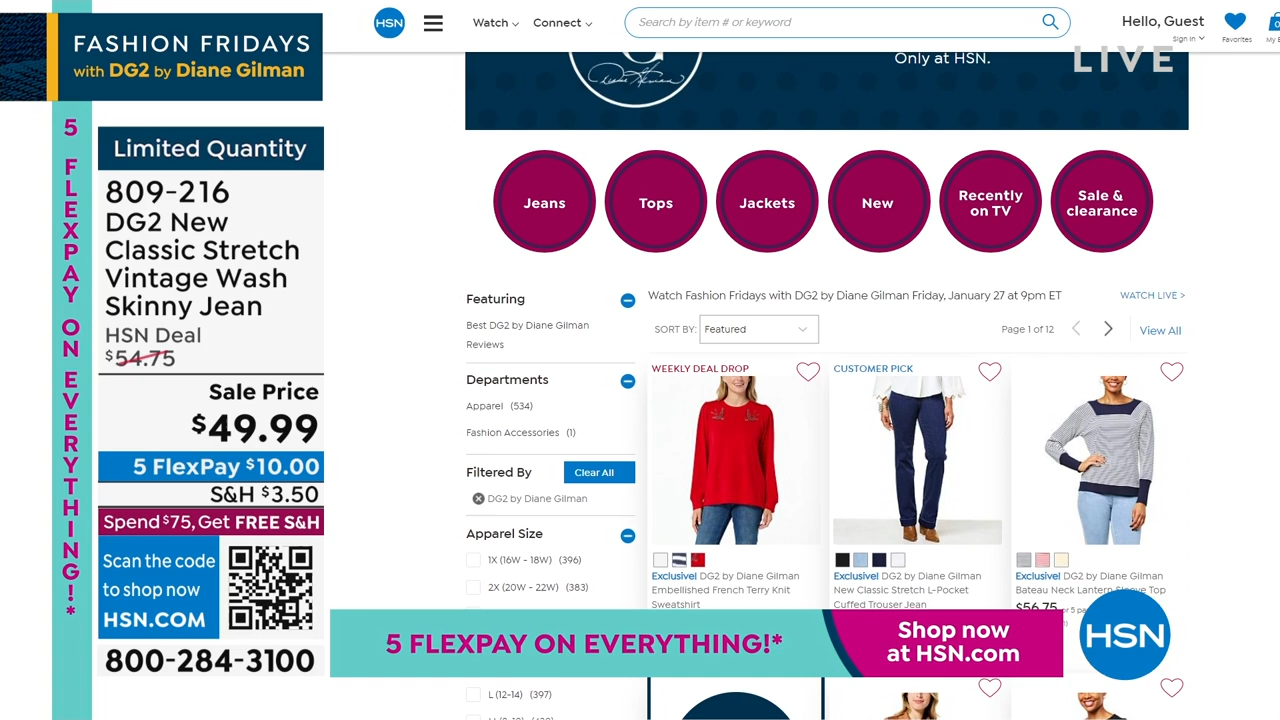 FASHION FRIDAYS
with DG2 by Diane Gilman
5 FLEXPAY ON EVERYTHING!*
Limited Quantity
809-216
DG2 New
Classic Stretch
Vintage Wash
Skinny Jean
HSN Deal
$54.75
Sale Price
$49.99
5 FlexPay $10.00
S&H $3.50
Spend $75, Get FREE S&H
Scan the code
to shop now
HSN.COM
800-284-3100
HSN
Watch
Connect
Search by item # or keyword
Hello, Guest
Sign In
Favorites
0
Diane Gilman
Only at HSN.
LIVE
Jeans
Tops
Jackets
New
Recently
on TV
Sale &
clearance
Featuring
Best DG2 by Diane Gilman
Reviews
Departments
Apparel (534)
Fashion Accessories (1)
Filtered By
Clear All
DG2 by Diane Gilman
Apparel Size
1X (16W - 18W) (396)
2X (20W - 22W) (383)
L (12-14) (397)
Watch Fashion Fridays with DG2 by Diane Gilman Friday, January 27 at 9pm ET
WATCH LIVE >
SORT BY: Featured
Page 1 of 12
View All
WEEKLY DEAL DROP
Exclusive! DG2 by Diane Gilman
Embellished French Terry Knit
Sweatshirt
CUSTOMER PICK
Exclusive! DG2 by Diane Gilman
New Classic Stretch L-Pocket
Cuffed Trouser Jean
Exclusive! DG2 by Diane Gilman
Bateau Neck Lantern Sleeve Top
$56.75 or 5 pa
5 FLEXPAY ON EVERYTHING!*
Shop now
at HSN.com
HSN